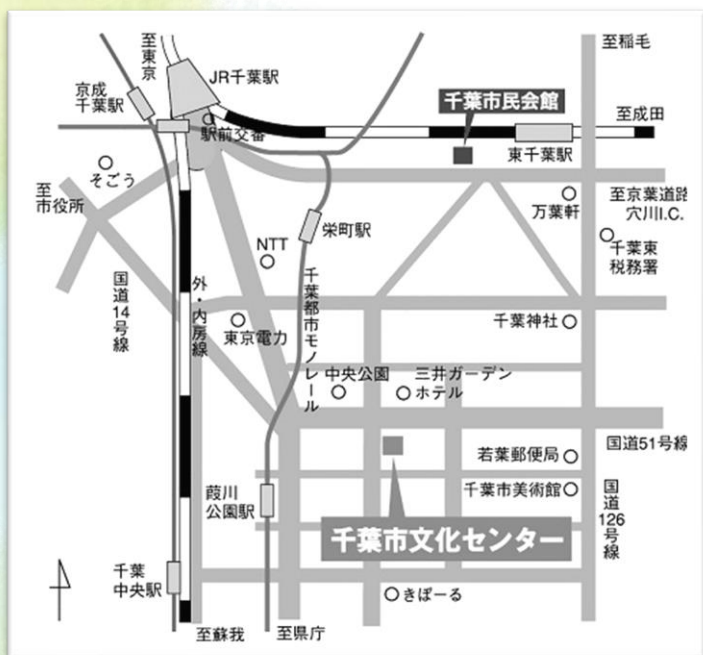 至東京
JR千葉駅
至稲毛
京成
千葉駅
千葉市民会館
至成田
駅前交番
東千葉駅
そごう
至
市役所
万葉軒
至京葉道路
穴川I.C.
栄町駅
NTT
千葉東
税務署
国道14号線
外・内房線
千葉都市モノレール
東京電力
千葉神社
中央公園
三井ガーデン
ホテル
国道51号線
若葉郵便局
千葉市美術館
葭川
公園駅
国道
126
号線
千葉市文化センター
千葉
中央駅
きぼーる
至蘇我
至県庁